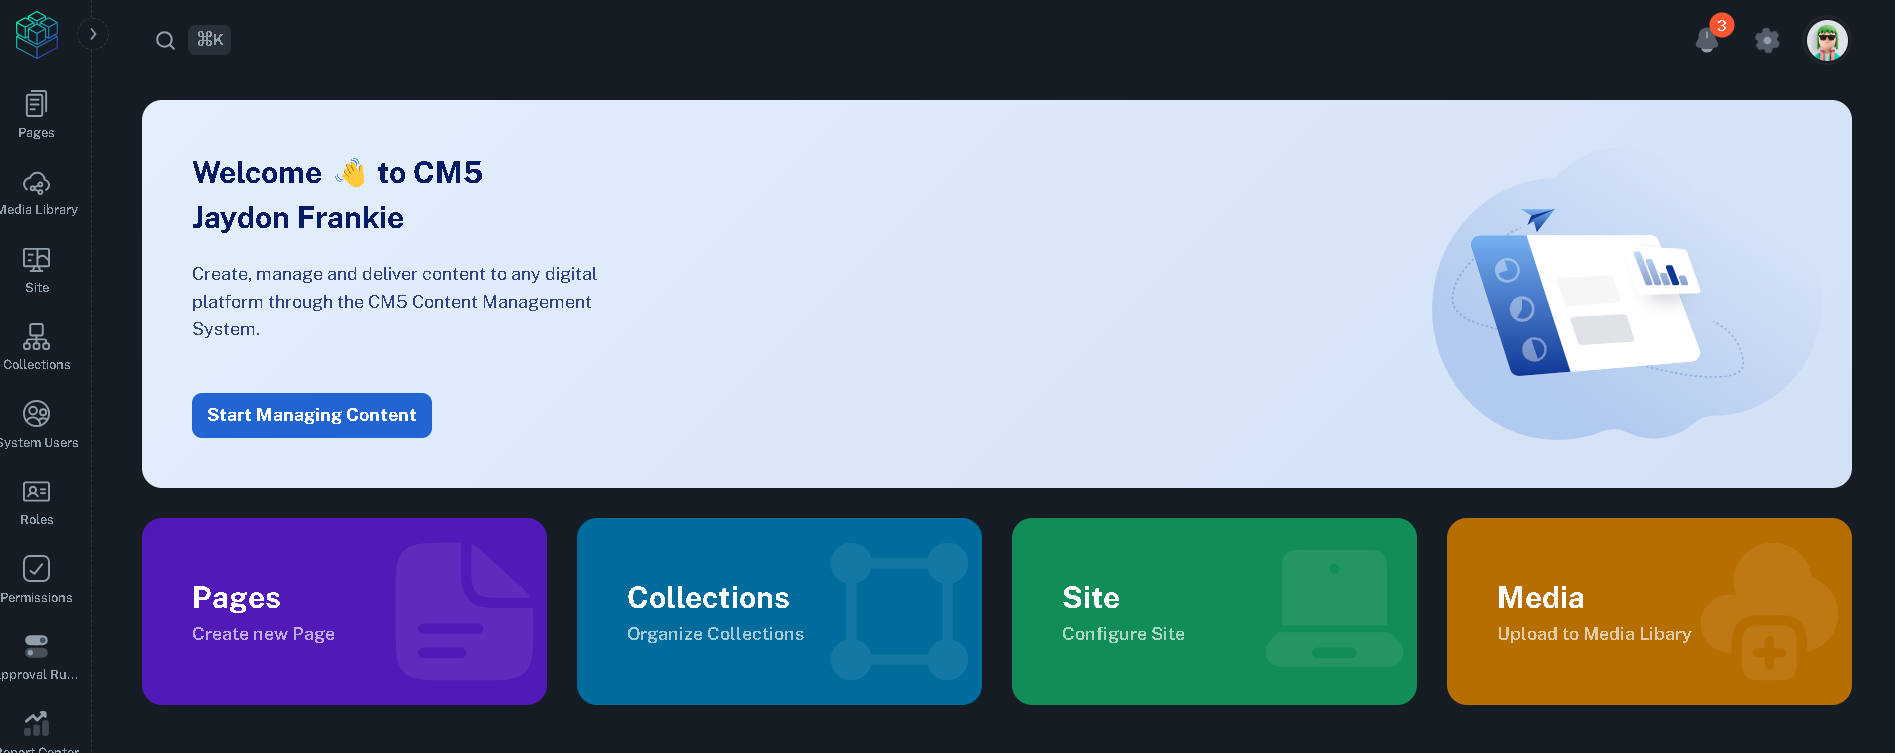 ⌘K
3
Pages
Media Library
Site
Collections
System Users
Roles
Permissions
pproval Ru...
Report Center
Welcome 👋 to CM5
Jaydon Frankie
Create, manage and deliver content to any digital
platform through the CM5 Content Management
System.
Start Managing Content
Pages
Create new Page
Collections
Organize Collections
Site
Configure Site
Media
Upload to Media Libary